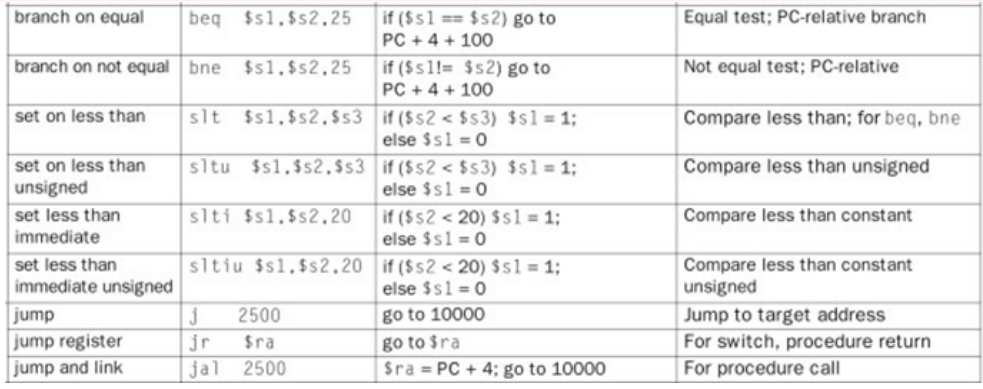 branch on equal beq $s1,$s2,25 if ($s1 == $s2) go to Equal test; PC-relative branch
PC + 4 + 100
branch on not equal bne $s1,$s2,25 if ($s1!= $s2) go to Not equal test; PC-relative
PC + 4 + 100
set on less than slt $s1,$s2,$s3 if ($s2 < $s3) $s1 = 1; Compare less than; for beq, bne
else $s1 = 0
set on less than sltu $s1,$s2,$s3 if ($s2 < $s3) $s1 = 1; Compare less than unsigned
unsigned else $s1 = 0
set less than slti $s1,$s2,20 if ($s2 < 20) $s1 = 1; Compare less than constant
immediate else $s1 = 0
set less than sltiu $s1,$s2,20 if ($s2 < 20) $s1 = 1; Compare less than constant
immediate unsigned else $s1 = 0 unsigned
jump j 2500 go to 10000 Jump to target address
jump register jr $ra go to $ra For switch, procedure return
jump and link jal 2500 $ra = PC + 4; go to 10000 For procedure call